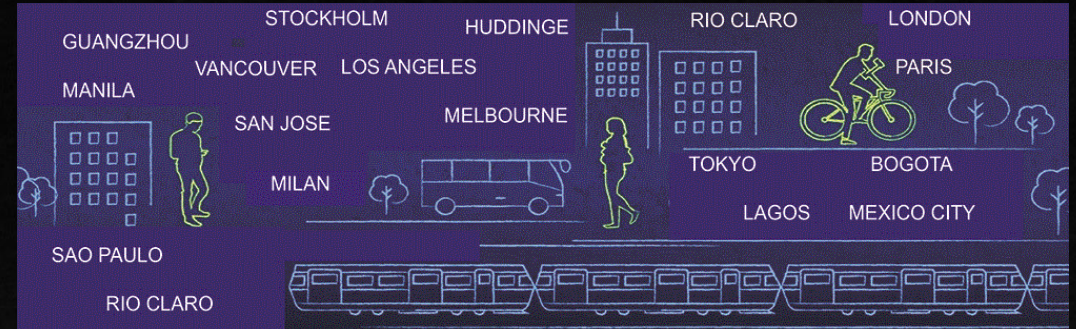 STOCKHOLM
HUDDINGE
RIO CLARO
LONDON
GUANGZHOU
VANCOUVER
LOS ANGELES
PARIS
MANILA
SAN JOSE
MELBOURNE
TOKYO
BOGOTA
MILAN
LAGOS
MEXICO CITY
SAO PAULO
RIO CLARO